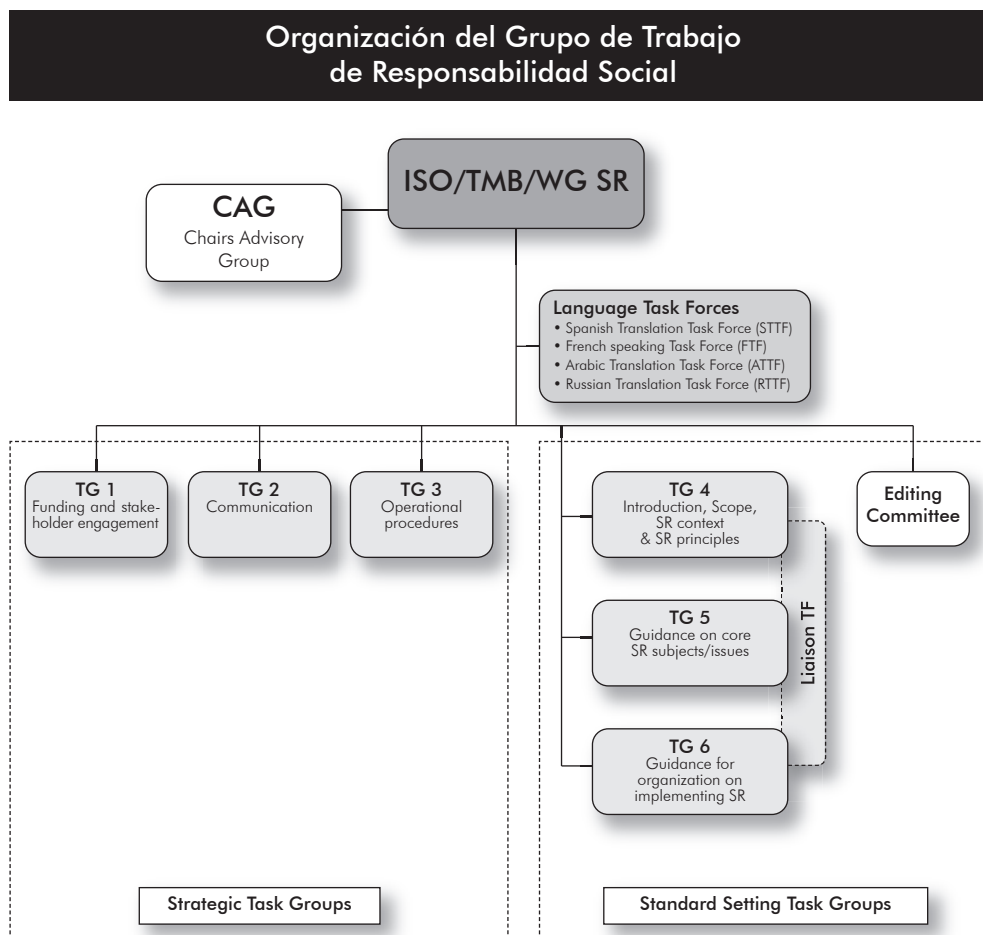 Organización del Grupo de Trabajo
de Responsabilidad Social
ISO/TMB/WG SR
CAG
Chairs Advisory
Group
Language Task Forces
• Spanish Translation Task Force (STTF)
• French speaking Task Force (FTF)
• Arabic Translation Task Force (ATTF)
• Russian Translation Task Force (RTTF)
TG 1
Funding and stake-
holder engagement
TG 2
Communication
TG 3
Operational
procedures
TG 4
Introduction, Scope,
SR context
& SR principles
Editing
Committee
TG 5
Guidance on core
SR subjects/issues
Liaison TF
TG 6
Guidance for
organization on
implementing SR
Strategic Task Groups
Standard Setting Task Groups